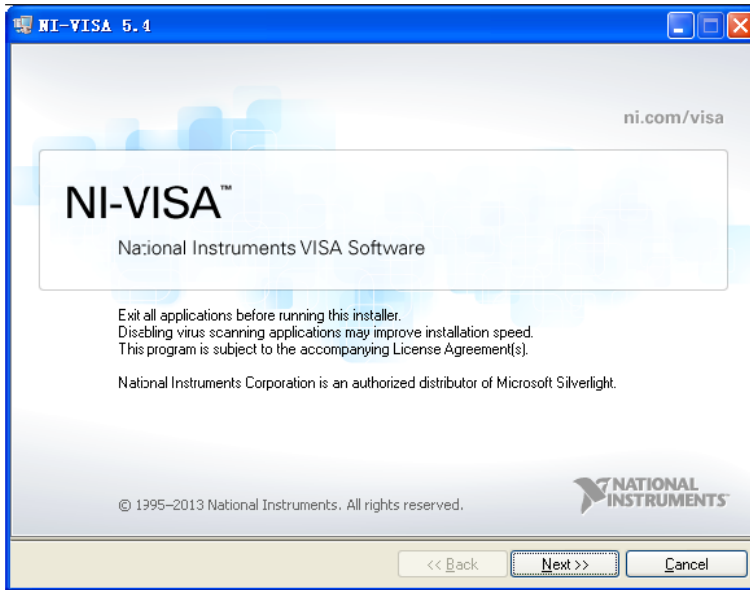 NI-VISA 5.4
ni.com/visa
NI-VISA™
National Instruments VISA Software
Exit all applications before running this installer.
Disabling virus scanning applications may improve installation speed.
This program is subject to the accompanying License Agreement(s).
National Instruments Corporation is an authorized distributor of Microsoft Silverlight.
NATIONAL
INSTRUMENTS™
© 1995–2013 National Instruments. All rights reserved.
<< Back Next >> Cancel